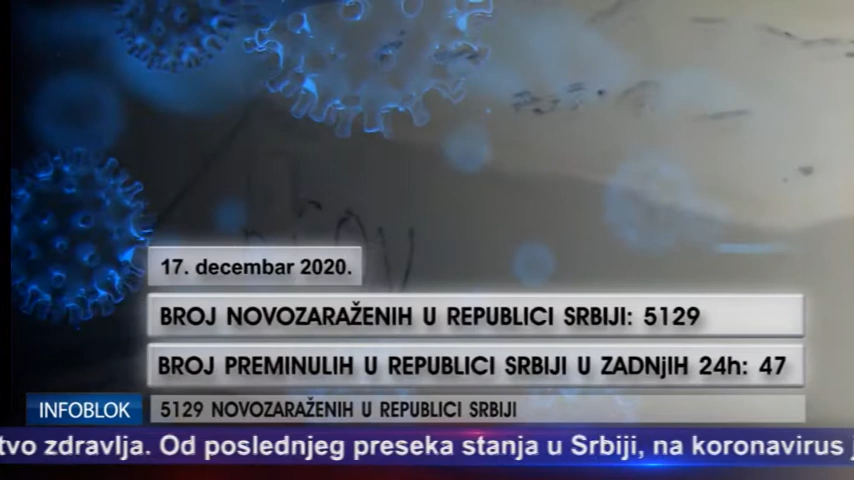 17. decembar 2020.
BROJ NOVOZARAŽENIH U REPUBLICI SRBIJI: 5129
BROJ PREMINULIH U REPUBLICI SRBIJI U ZADNjIH 24h: 47
INFOBLOK 5129 NOVOZARAŽENIH U REPUBLICI SRBIJI
tvo zdravlja. Od poslednjeg preseka stanja u Srbiji, na koronavirus j